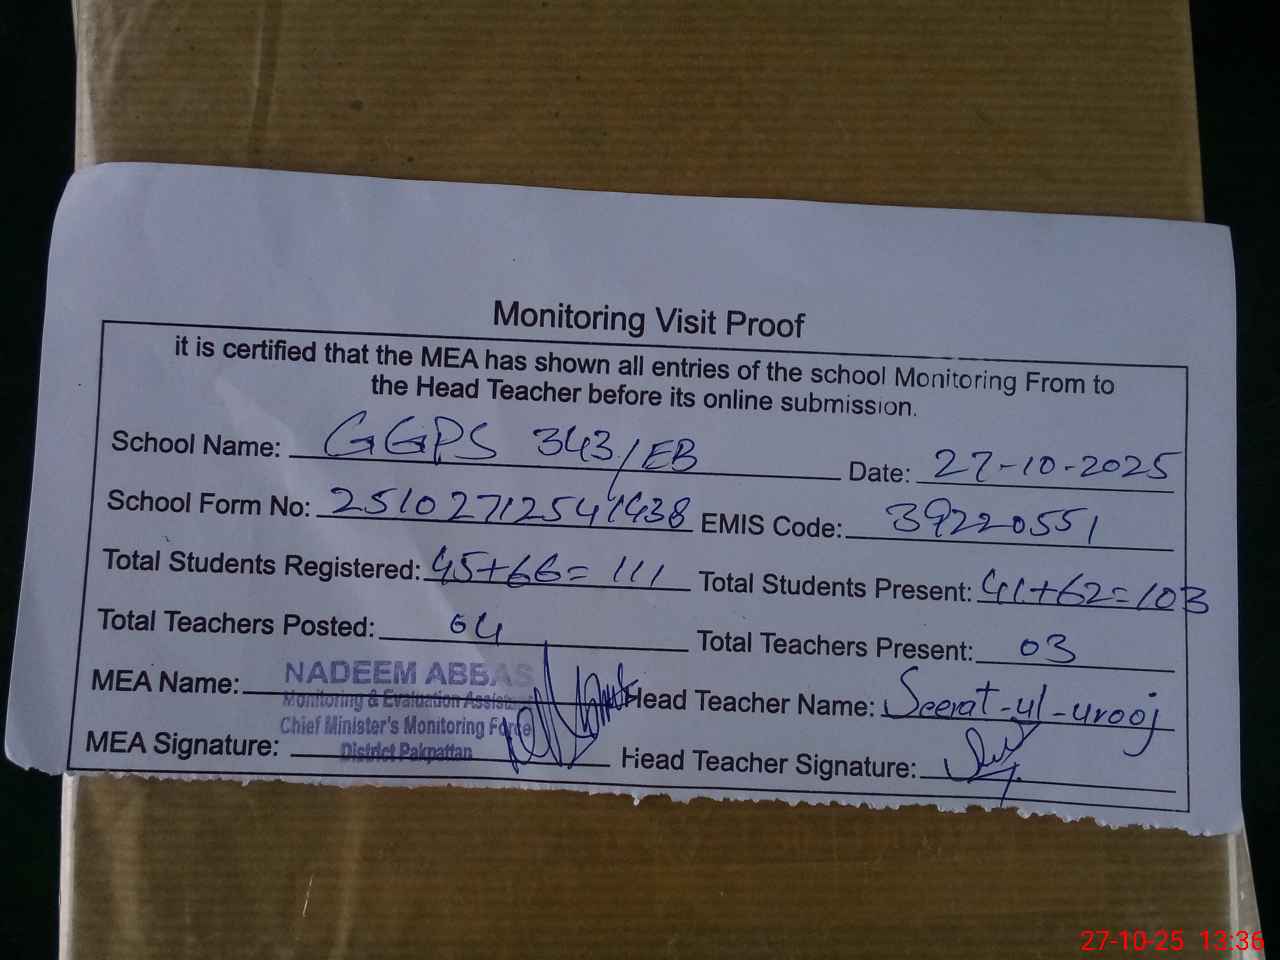 Monitoring Visit Proof
it is certified that the MEA has shown all entries of the school Monitoring From to
the Head Teacher before its online submission.
School Name: GGPS 343/EB Date: 27-10-2025
School Form No: 25102712541438 EMIS Code: 39220551
Total Students Registered: 45+66= 111 Total Students Present: 41+62=103
Total Teachers Posted: 04 Total Teachers Present: 03
MEA Name: NADEEM ABBAS Head Teacher Name: Seerat-ul-urooj
Monitoring & Evaluation Assistant
Chief Minister's Monitoring Force
MEA Signature: District Pakpattan Head Teacher Signature:
27-10-25 13:36